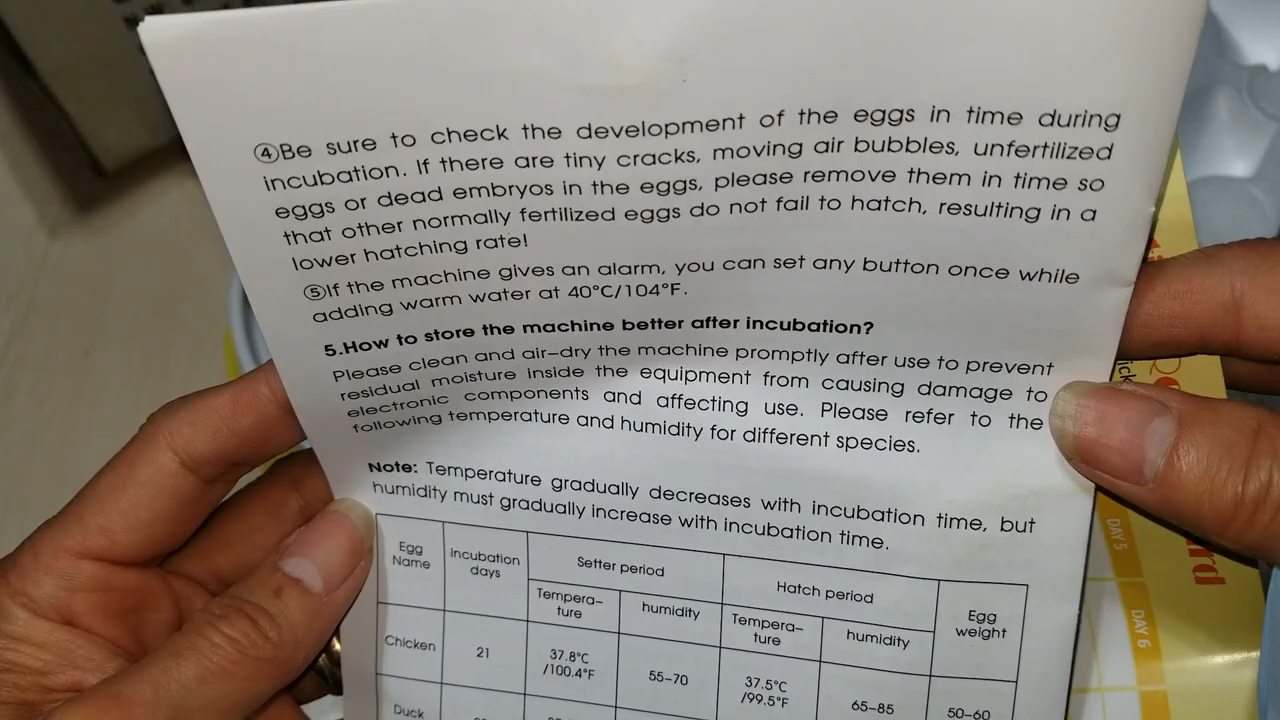 ④Be sure to check the development of the eggs in time during
incubation. If there are tiny cracks, moving air bubbles, unfertilized
eggs or dead embryos in the eggs, please remove them in time so
that other normally fertilized eggs do not fail to hatch, resulting in a
lower hatching rate!
⑤If the machine gives an alarm, you can set any button once while
adding warm water at 40°C/104°F.
5.How to store the machine better after incubation?
Please clean and air-dry the machine promptly after use to prevent
residual moisture inside the equipment from causing damage to
electronic components and affecting use. Please refer to the
following temperature and humidity for different species.
Note: Temperature gradually decreases with incubation time, but
humidity must gradually increase with incubation time.
Egg
Name
Incubation
days
Setter period
Hatch period
Egg
weight
Tempera-
ture
humidity
Tempera-
ture
humidity
Chicken
21
37.8°C
/100.4°F
55-70
37.5°C
/99.5°F
65-85
50-60
Duck
DAY 5
DAY 6